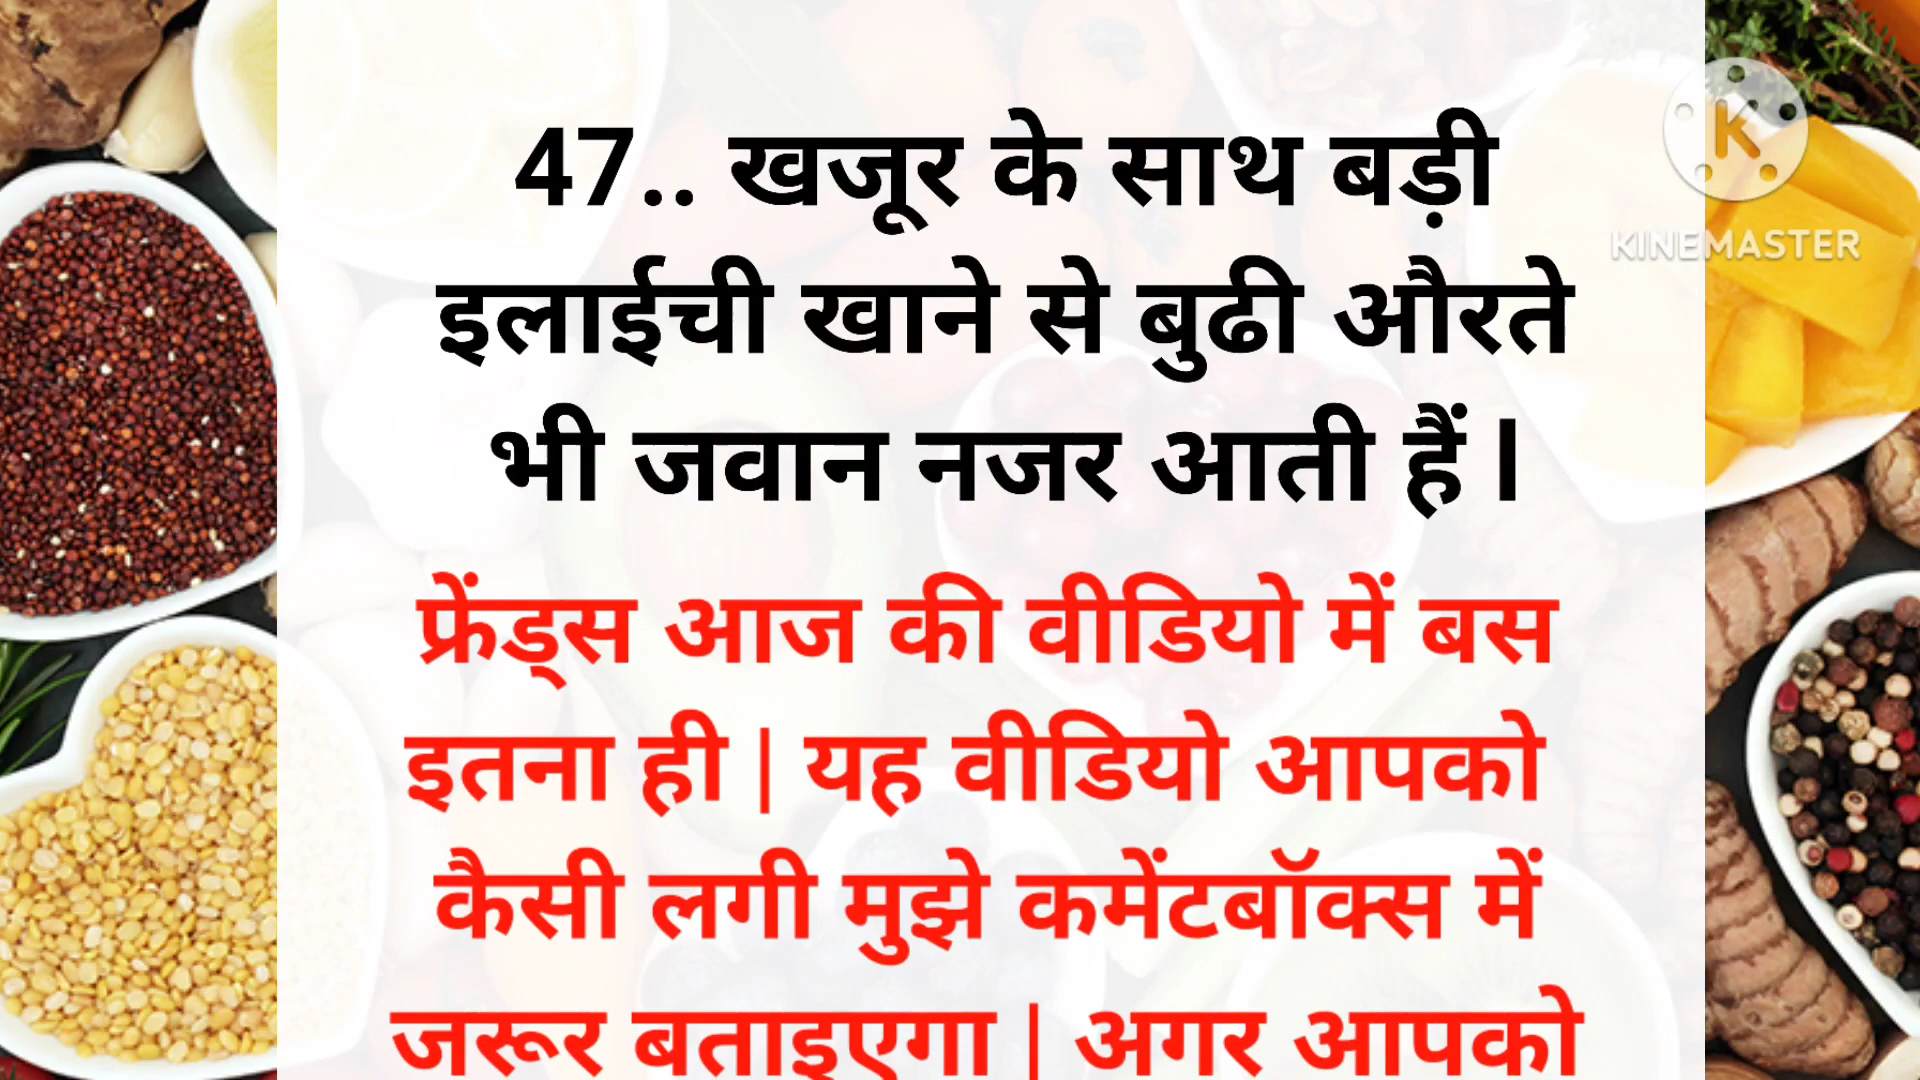 47.. खजूर के साथ बड़ी
इलाईची खाने से बुढी औरते
भी जवान नजर आती हैं l
फ्रेंड्स आज की वीडियो में बस
इतना ही | यह वीडियो आपको
कैसी लगी मुझे कमेंटबॉक्स में
जरूर बताइएगा | अगर आपको
K
KINEMASTER